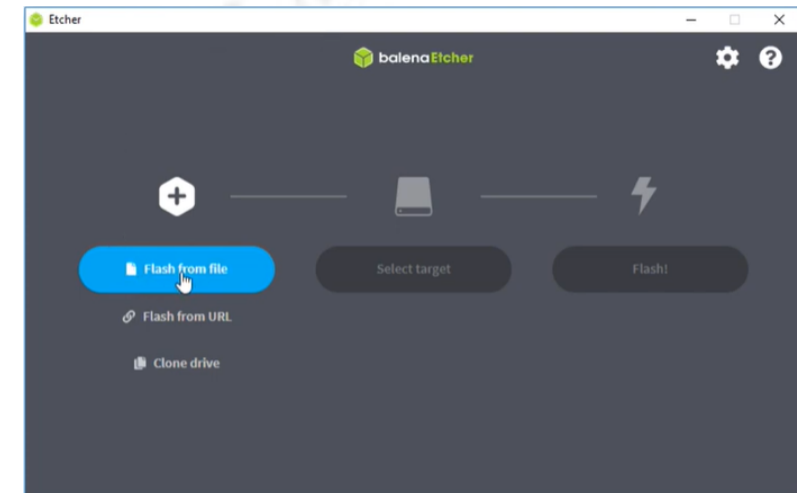 Etcher
balenaEtcher
Flash from file
Select target
Flash!
Flash from URL
Clone drive